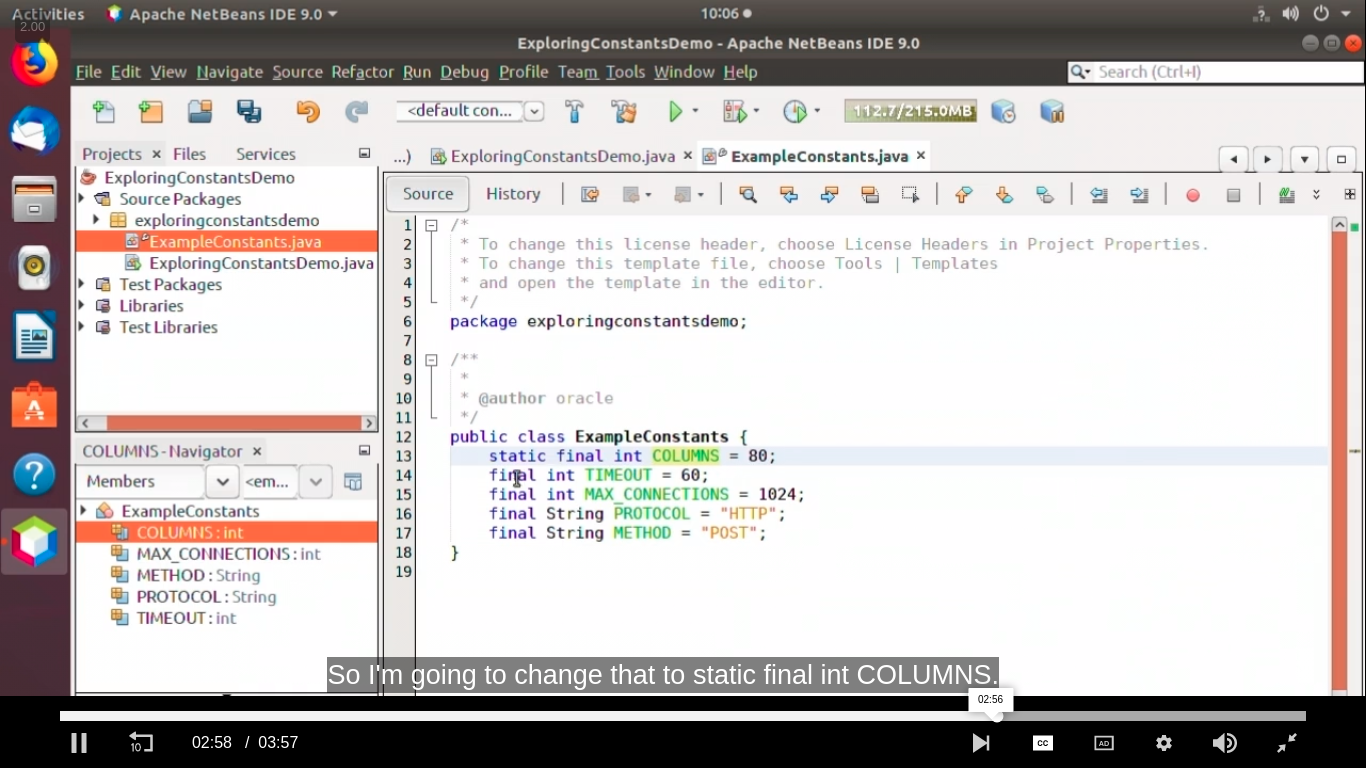 Activities
Apache NetBeans IDE 9.0
10:06
2.00
ExploringConstantsDemo - Apache NetBeans IDE 9.0
File Edit View Navigate Source Refactor Run Debug Profile Team Tools Window Help
Search (Ctrl+I)
<default con...
112.7/215.0MB
Projects Files Services
...)
ExploringConstantsDemo.java
ExampleConstants.java
ExploringConstantsDemo
Source Packages
exploringconstantsdemo
ExampleConstants.java
ExploringConstantsDemo.java
Test Packages
Libraries
Test Libraries
COLUMNS - Navigator
Members
<em...
ExampleConstants
COLUMNS : int
MAX_CONNECTIONS : int
METHOD : String
PROTOCOL : String
TIMEOUT : int
Source History
1 /*
2 * To change this license header, choose License Headers in Project Properties.
3 * To change this template file, choose Tools | Templates
4 * and open the template in the editor.
5 */
6 package exploringconstantsdemo;
7
8 /**
9 *
10 * @author oracle
11 */
12 public class ExampleConstants {
13 static final int COLUMNS = 80;
14 final int TIMEOUT = 60;
15 final int MAX_CONNECTIONS = 1024;
16 final String PROTOCOL = "HTTP";
17 final String METHOD = "POST";
18 }
19
So I'm going to change that to static final int COLUMNS.
02:56
10
02:58 / 03:57
CC
AD